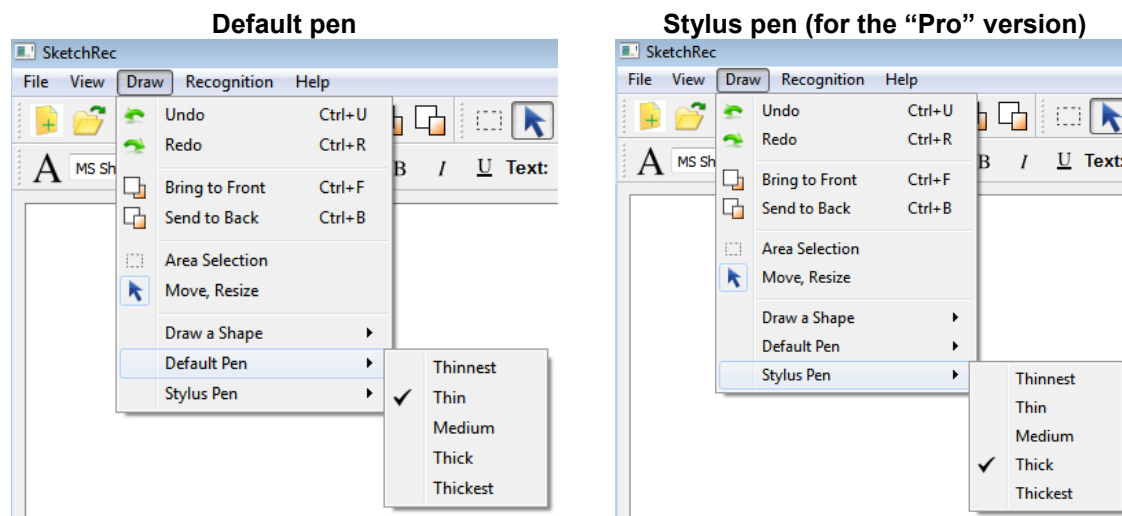 Default pen
SketchRec
File View Draw Recognition Help
Undo Ctrl+U
Redo Ctrl+R
A MS Sh B I U Text:
Bring to Front Ctrl+F
Send to Back Ctrl+B
Area Selection
Move, Resize
Draw a Shape
Default Pen
Stylus Pen
Thinnest
Thin
Medium
Thick
Thickest
Stylus pen (for the “Pro” version)
SketchRec
File View Draw Recognition Help
Undo Ctrl+U
Redo Ctrl+R
A MS Sh B I U Text:
Bring to Front Ctrl+F
Send to Back Ctrl+B
Area Selection
Move, Resize
Draw a Shape
Default Pen
Stylus Pen
Thinnest
Thin
Medium
Thick
Thickest